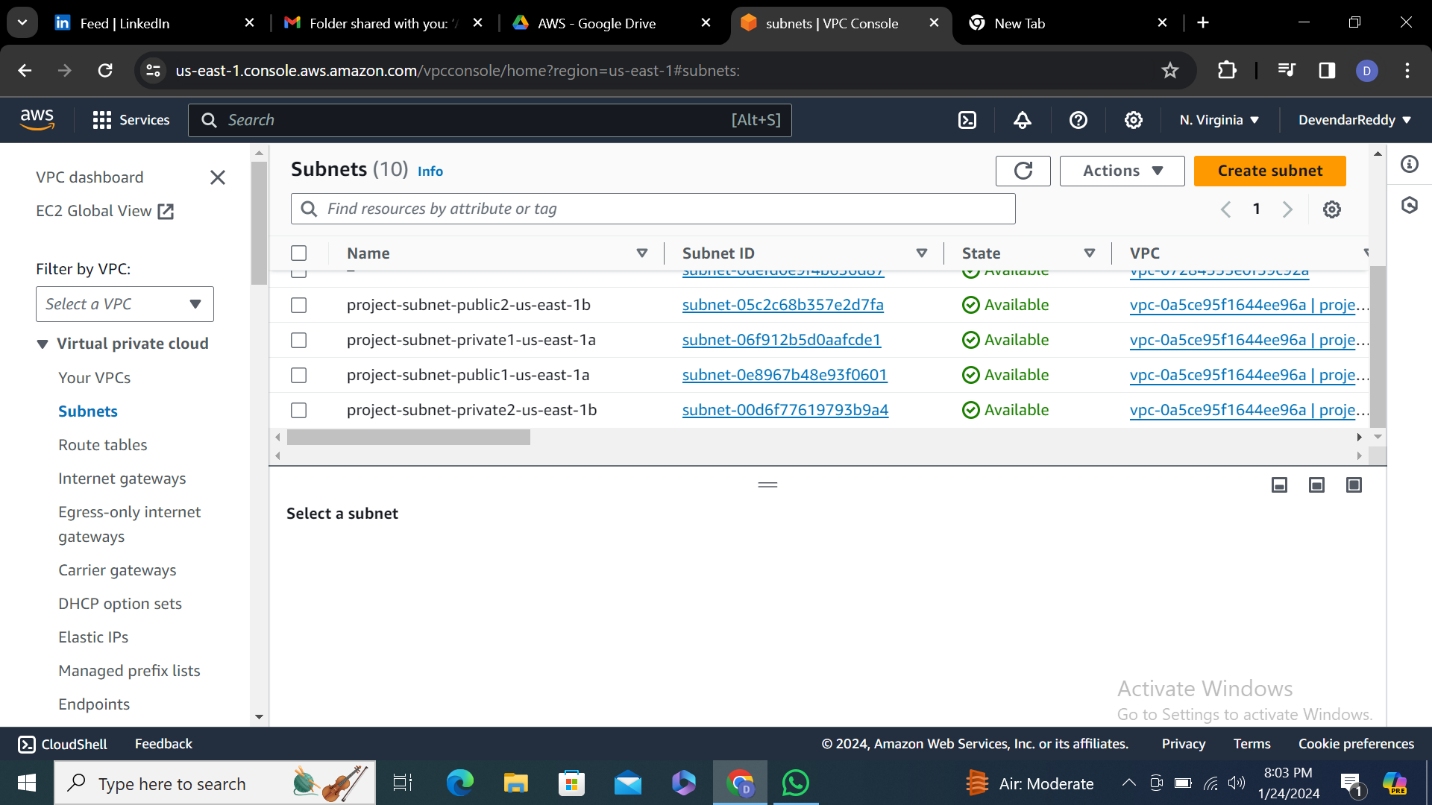 Feed | LinkedIn
Folder shared with you: '
AWS - Google Drive
subnets | VPC Console
New Tab
us-east-1.console.aws.amazon.com/vpcconsole/home?region=us-east-1#subnets:
D
aws
Services
Search
[Alt+S]
N. Virginia
DevendarReddy
VPC dashboard
EC2 Global View
Filter by VPC:
Select a VPC
Virtual private cloud
Your VPCs
Subnets
Route tables
Internet gateways
Egress-only internet
gateways
Carrier gateways
DHCP option sets
Elastic IPs
Managed prefix lists
Endpoints
Subnets (10) Info
Actions
Create subnet
Find resources by attribute or tag
1
Name Subnet ID State VPC
Available
project-subnet-public2-us-east-1b subnet-05c2c68b357e2d7fa Available vpc-0a5ce95f1644ee96a | proje...
project-subnet-private1-us-east-1a subnet-06f912b5d0aafcde1 Available vpc-0a5ce95f1644ee96a | proje...
project-subnet-public1-us-east-1a subnet-0e8967b48e93f0601 Available vpc-0a5ce95f1644ee96a | proje...
project-subnet-private2-us-east-1b subnet-00d6f77619793b9a4 Available vpc-0a5ce95f1644ee96a | proje...
Select a subnet
Activate Windows
Go to Settings to activate Windows.
CloudShell
Feedback
© 2024, Amazon Web Services, Inc. or its affiliates.
Privacy
Terms
Cookie preferences
Type here to search
D
Air: Moderate
8:03 PM
1/24/2024
1
PRE